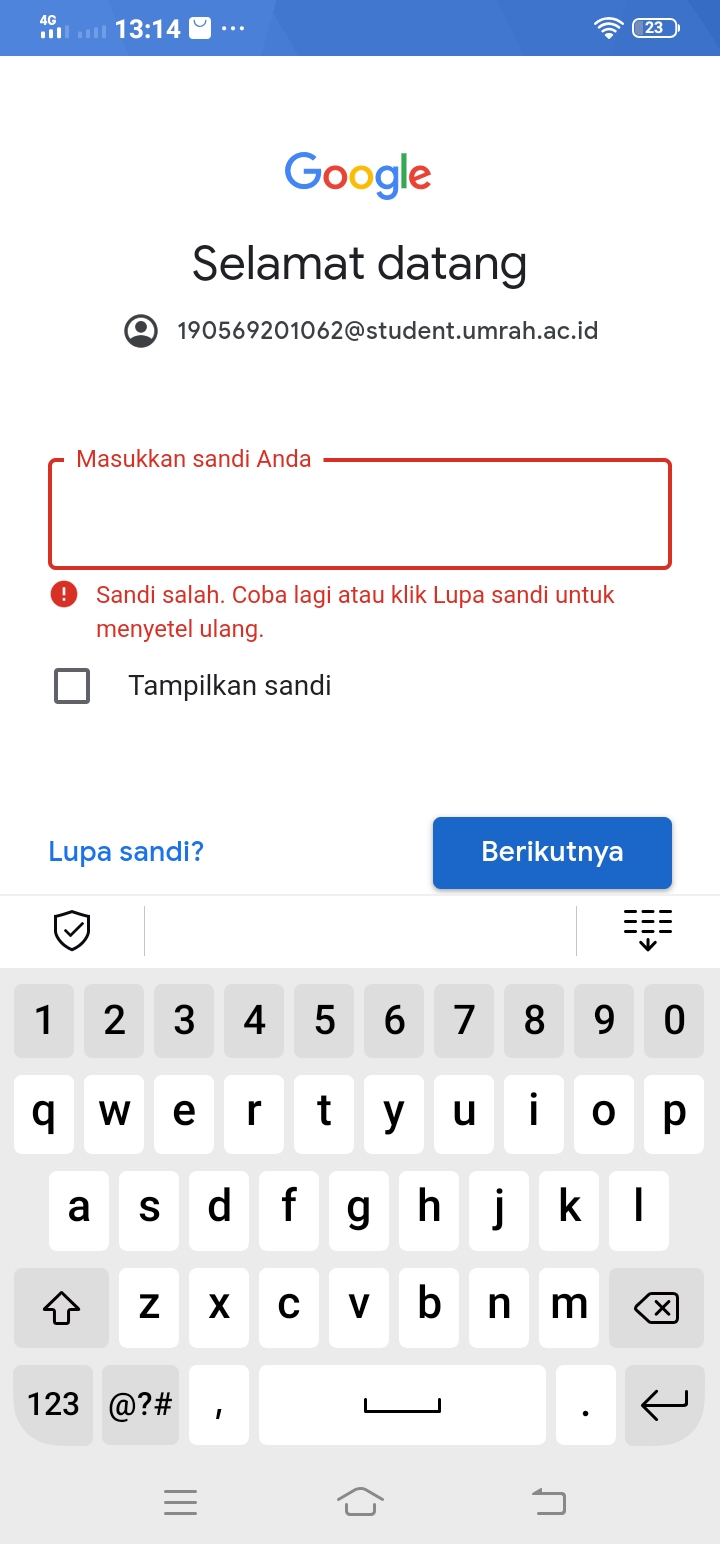 4G 13:14 ... 23
Google
Selamat datang
190569201062@student.umrah.ac.id
Masukkan sandi Anda
Sandi salah. Coba lagi atau klik Lupa sandi untuk
menyetel ulang.
Tampilkan sandi
Lupa sandi? Berikutnya
1 2 3 4 5 6 7 8 9 0
q w e r t y u i o p
a s d f g h j k l
z x c v b n m
123 @?# , .